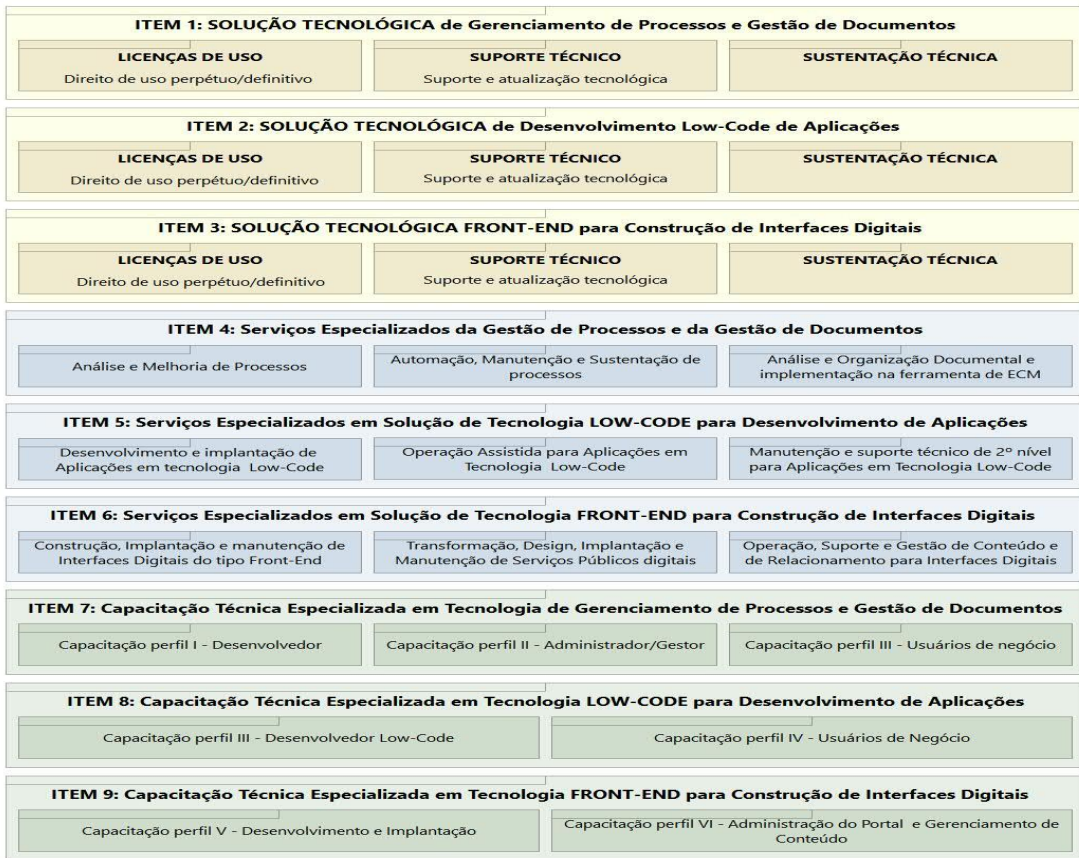 ITEM 1: SOLUÇÃO TECNOLÓGICA de Gerenciamento de Processos e Gestão de Documentos
LICENÇAS DE USO
Direito de uso perpétuo/definitivo
SUPORTE TÉCNICO
Suporte e atualização tecnológica
SUSTENTAÇÃO TÉCNICA
ITEM 2: SOLUÇÃO TECNOLÓGICA de Desenvolvimento Low-Code de Aplicações
LICENÇAS DE USO
Direito de uso perpétuo/definitivo
SUPORTE TÉCNICO
Suporte e atualização tecnológica
SUSTENTAÇÃO TÉCNICA
ITEM 3: SOLUÇÃO TECNOLÓGICA FRONT-END para Construção de Interfaces Digitais
LICENÇAS DE USO
Direito de uso perpétuo/definitivo
SUPORTE TÉCNICO
Suporte e atualização tecnológica
SUSTENTAÇÃO TÉCNICA
ITEM 4: Serviços Especializados da Gestão de Processos e da Gestão de Documentos
Análise e Melhoria de Processos
Automação, Manutenção e Sustentação de
processos
Análise e Organização Documental e
implementação na ferramenta de ECM
ITEM 5: Serviços Especializados em Solução de Tecnologia LOW-CODE para Desenvolvimento de Aplicações
Desenvolvimento e implantação de
Aplicações em tecnologia Low-Code
Operação Assistida para Aplicações em
Tecnologia Low-Code
Manutenção e suporte técnico de 2º nível
para Aplicações em Tecnologia Low-Code
ITEM 6: Serviços Especializados em Solução de Tecnologia FRONT-END para Construção de Interfaces Digitais
Construção, Implantação e manutenção de
Interfaces Digitais do tipo Front-End
Transformação, Design, Implantação e
Manutenção de Serviços Públicos digitais
Operação, Suporte e Gestão de Conteúdo e
de Relacionamento para Interfaces Digitais
ITEM 7: Capacitação Técnica Especializada em Tecnologia de Gerenciamento de Processos e Gestão de Documentos
Capacitação perfil I - Desenvolvedor
Capacitação perfil II - Administrador/Gestor
Capacitação perfil III - Usuários de negócio
ITEM 8: Capacitação Técnica Especializada em Tecnologia LOW-CODE para Desenvolvimento de Aplicações
Capacitação perfil III - Desenvolvedor Low-Code
Capacitação perfil IV - Usuários de Negócio
ITEM 9: Capacitação Técnica Especializada em Tecnologia FRONT-END para Construção de Interfaces Digitais
Capacitação perfil V - Desenvolvimento e Implantação
Capacitação perfil VI - Administração do Portal e Gerenciamento de
Conteúdo